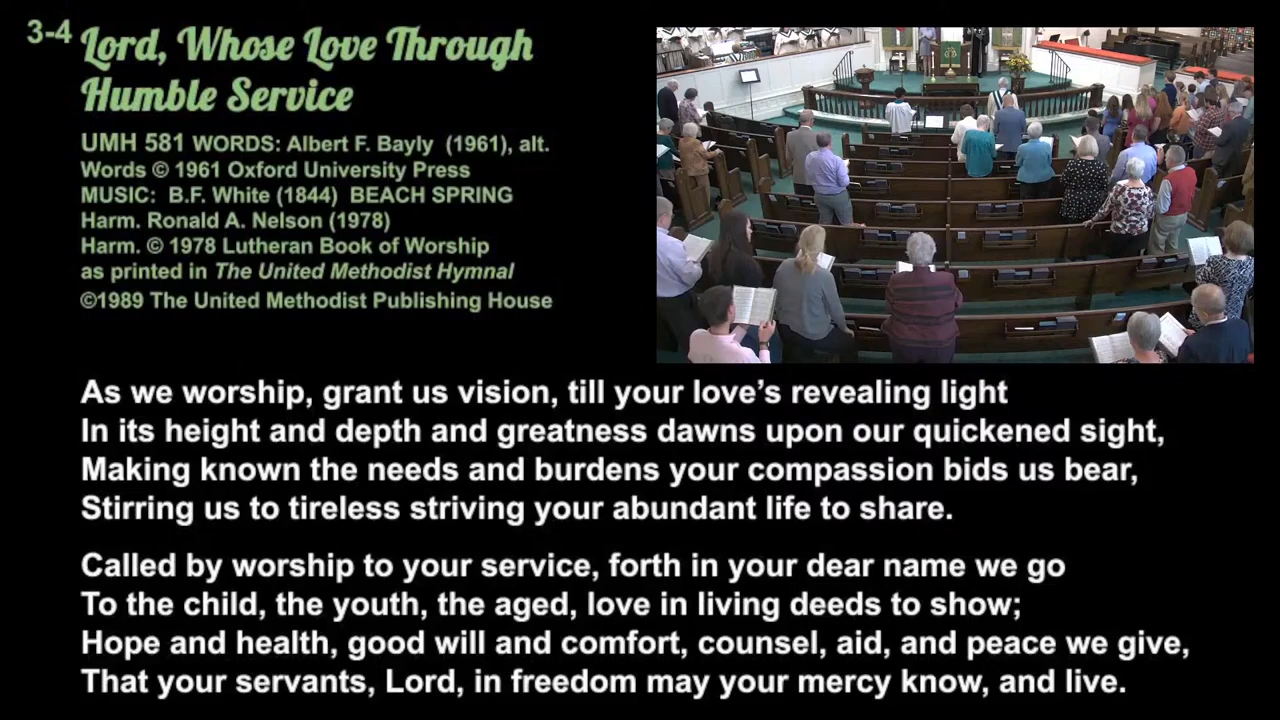 3-4
Lord, Whose Love Through
Humble Service
UMH 581 WORDS: Albert F. Bayly (1961), alt.
Words © 1961 Oxford University Press
MUSIC: B.F. White (1844) BEACH SPRING
Harm. Ronald A. Nelson (1978)
Harm. © 1978 Lutheran Book of Worship
as printed in The United Methodist Hymnal
©1989 The United Methodist Publishing House
As we worship, grant us vision, till your love’s revealing light
In its height and depth and greatness dawns upon our quickened sight,
Making known the needs and burdens your compassion bids us bear,
Stirring us to tireless striving your abundant life to share.
Called by worship to your service, forth in your dear name we go
To the child, the youth, the aged, love in living deeds to show;
Hope and health, good will and comfort, counsel, aid, and peace we give,
That your servants, Lord, in freedom may your mercy know, and live.